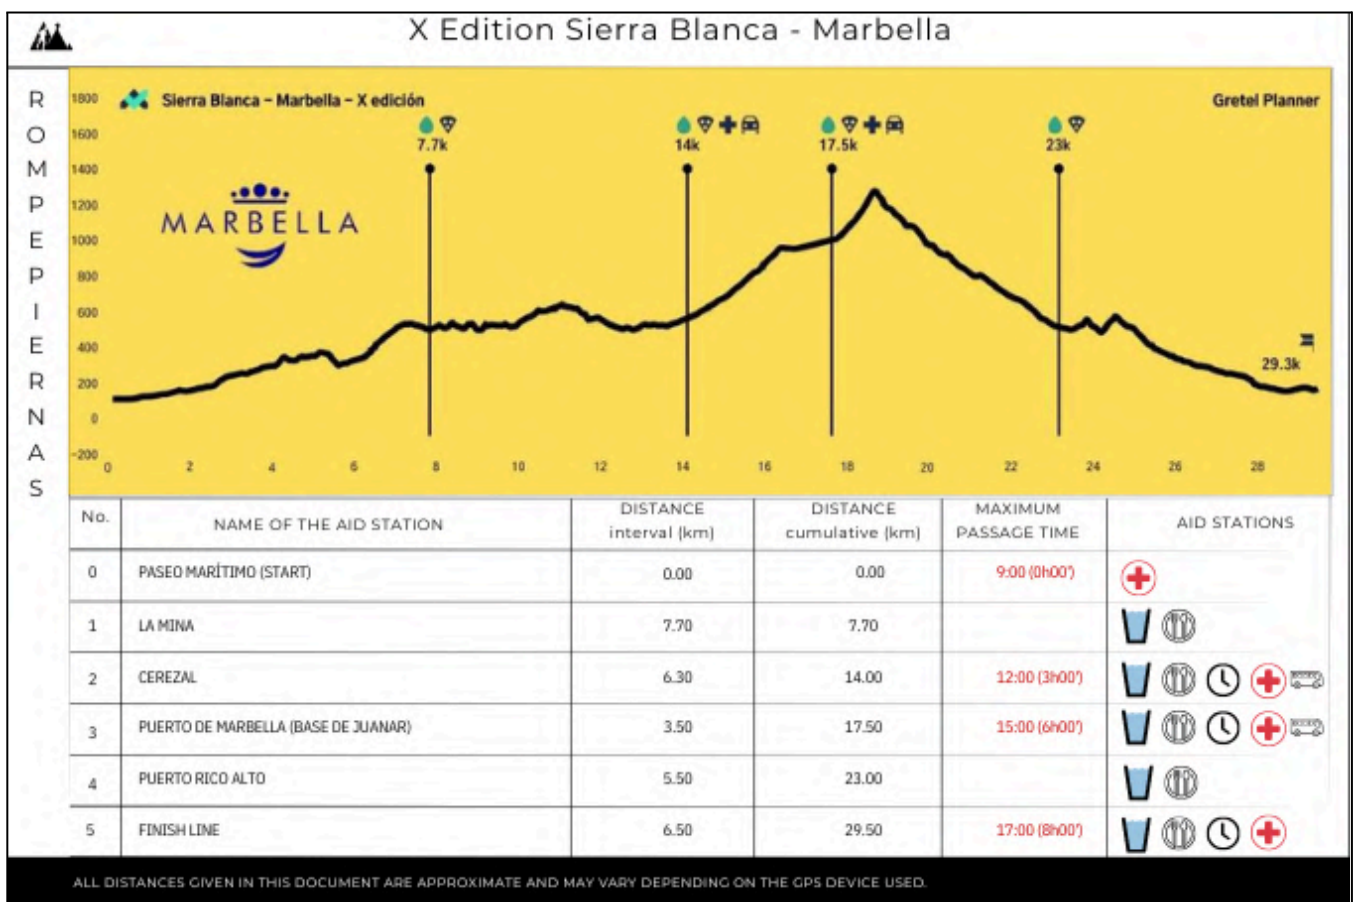 X Edition Sierra Blanca - Marbella
ROMPEPIERNAS
Sierra Blanca – Marbella – X edición
Gretel Planner
1800
1600
1400
1200
1000
800
600
400
200
0
-200
7.7k
14k
17.5k
23k
MARBELLA
29.3k
0 2 4 6 8 10 12 14 16 18 20 22 24 26 28
No. NAME OF THE AID STATION DISTANCE interval (km) DISTANCE cumulative (km) MAXIMUM PASSAGE TIME AID STATIONS
0 PASEO MARÍTIMO (START) 0.00 0.00 9:00 (0h00')
1 LA MINA 7.70 7.70
2 CEREZAL 6.30 14.00 12:00 (3h00')
3 PUERTO DE MARBELLA (BASE DE JUANAR) 3.50 17.50 15:00 (6h00')
4 PUERTO RICO ALTO 5.50 23.00
5 FINISH LINE 6.50 29.50 17:00 (8h00')
ALL DISTANCES GIVEN IN THIS DOCUMENT ARE APPROXIMATE AND MAY VARY DEPENDING ON THE GPS DEVICE USED.